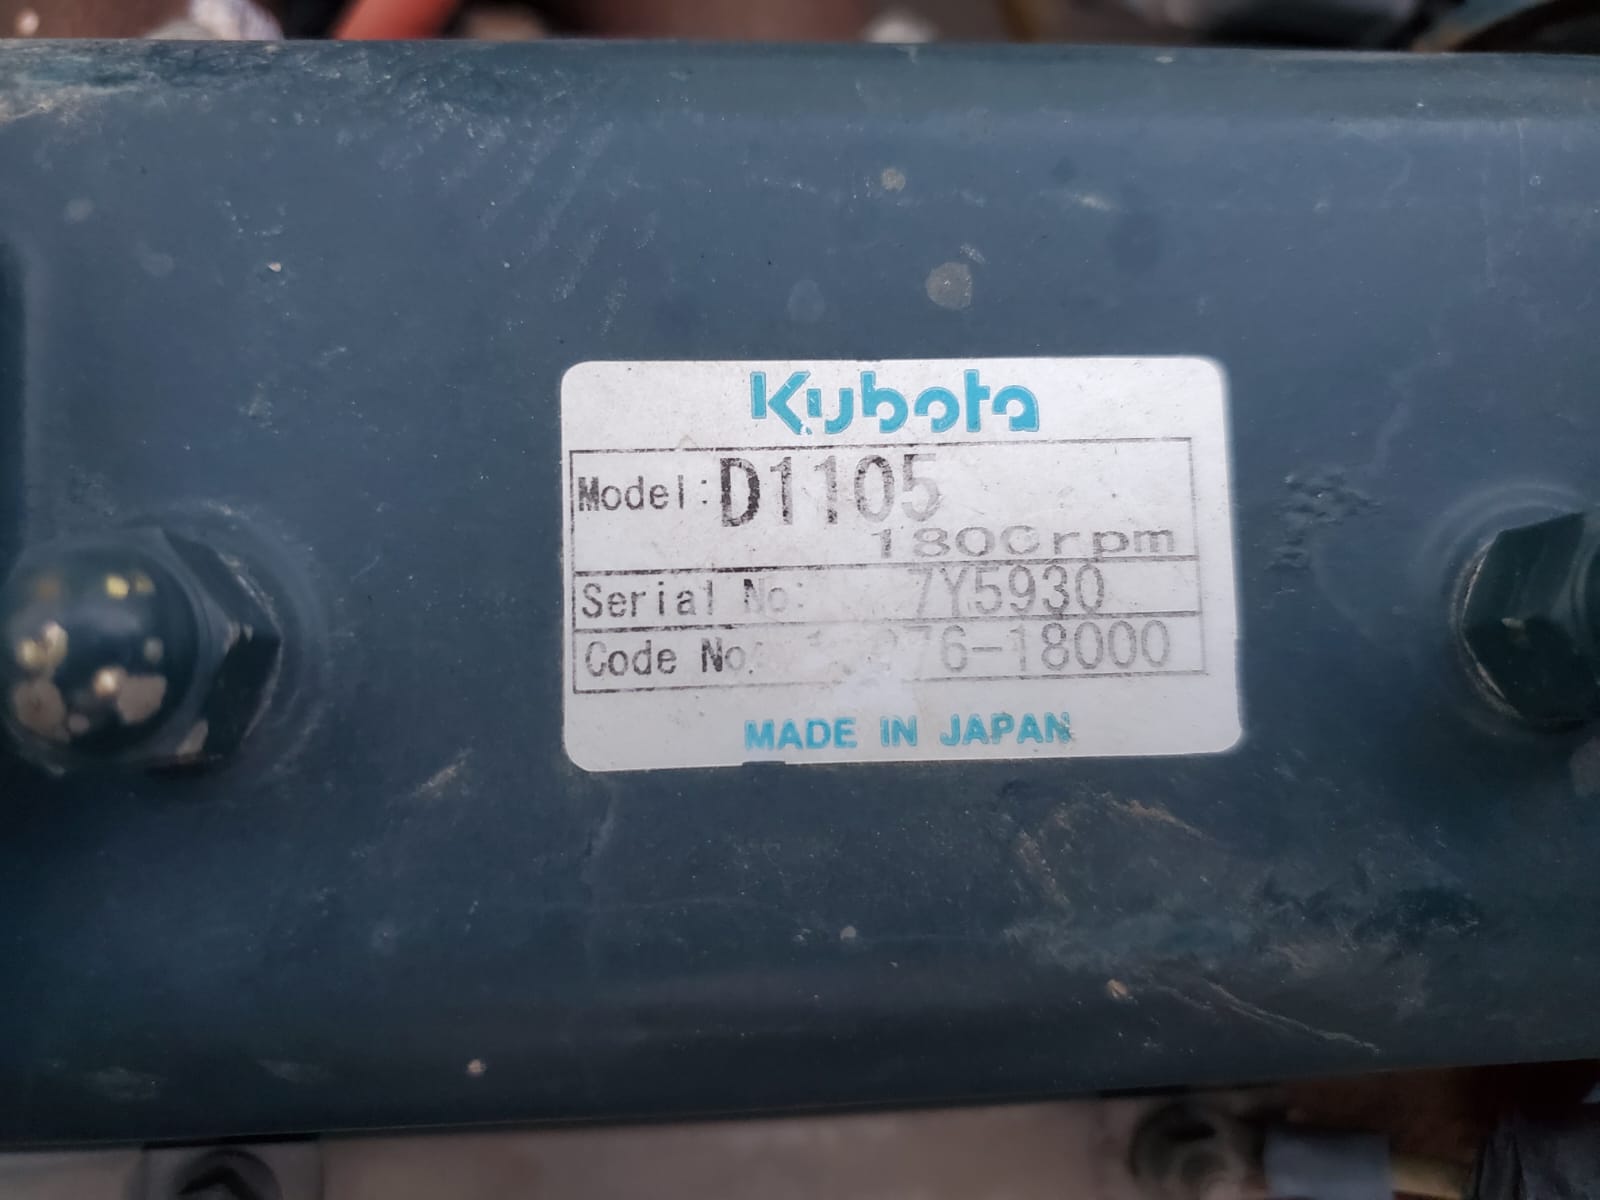 Kubota
Model: D1105
1800rpm
Serial No: 7Y5930
Code No:
MADE IN JAPAN